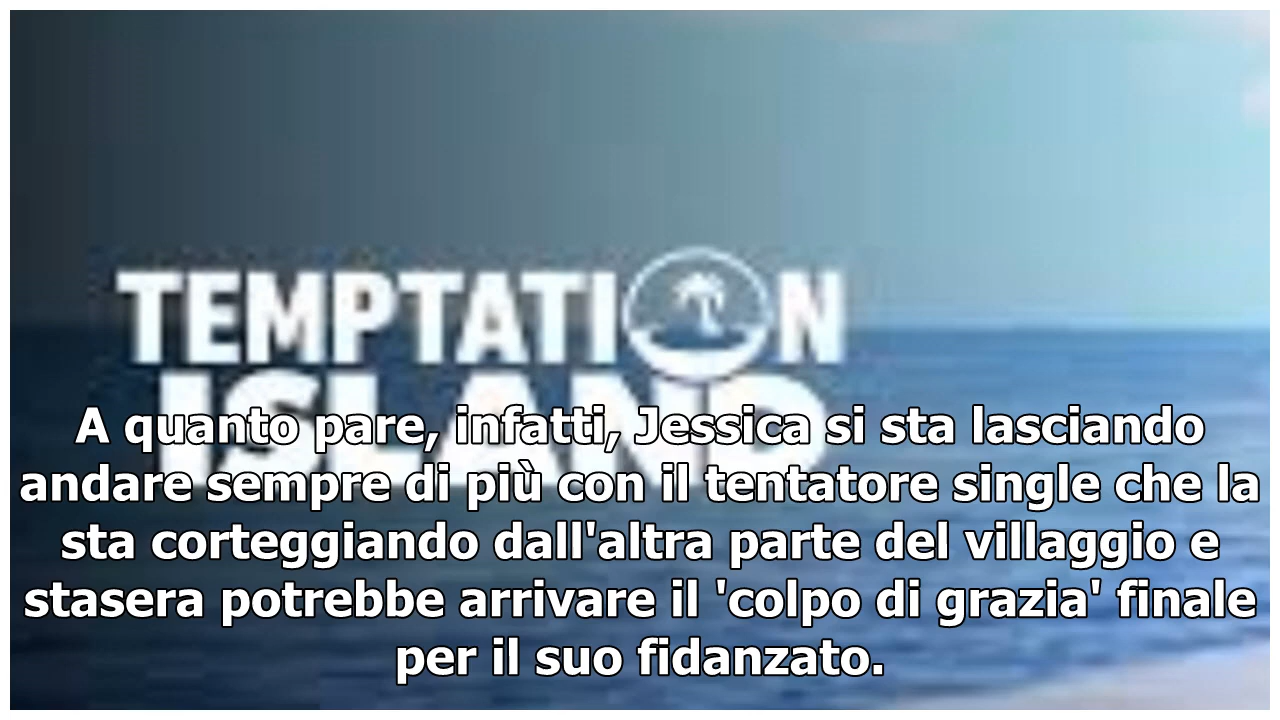 TEMPTATION
ISLAND
A quanto pare, infatti, Jessica si sta lasciando
andare sempre di più con il tentatore single che la
sta corteggiando dall'altra parte del villaggio e
stasera potrebbe arrivare il 'colpo di grazia' finale
per il suo fidanzato.